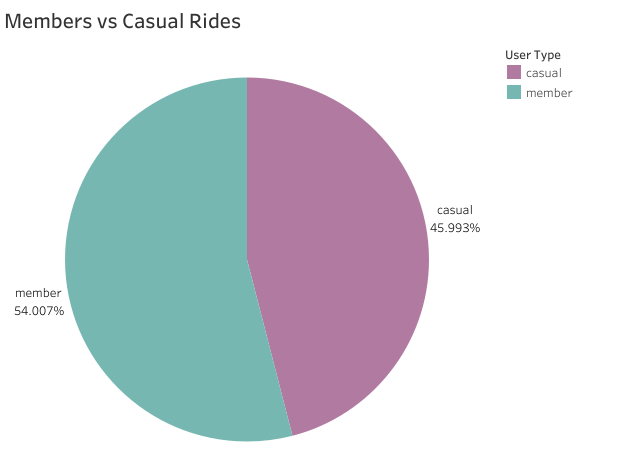 Members vs Casual Rides
User Type
casual
member
casual
45.993%
member
54.007%